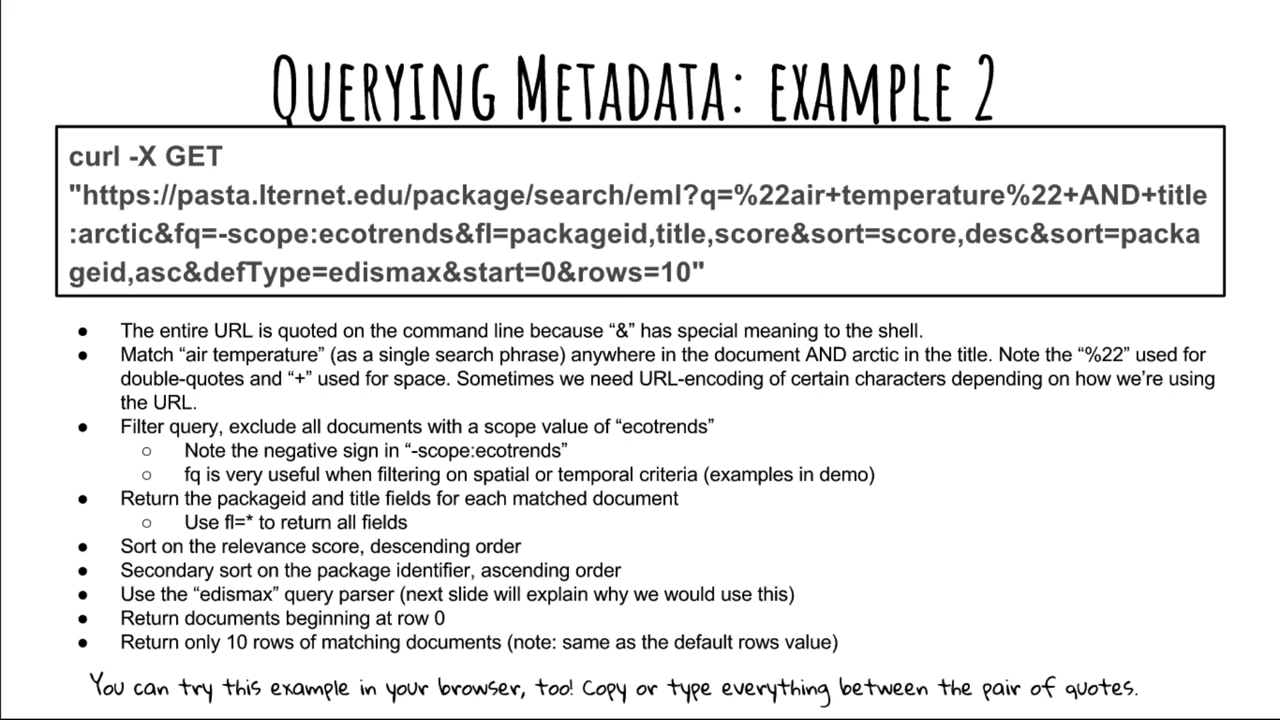 Querying Metadata: example 2
curl -X GET
"https://pasta.lternet.edu/package/search/eml?q=%22air+temperature%22+AND+title
:arctic&fq=-scope:ecotrends&fl=packageid,title,score&sort=score,desc&sort=packa
geid,asc&defType=edismax&start=0&rows=10"
● The entire URL is quoted on the command line because “&” has special meaning to the shell.
● Match “air temperature” (as a single search phrase) anywhere in the document AND arctic in the title. Note the “%22” used for
double-quotes and “+” used for space. Sometimes we need URL-encoding of certain characters depending on how we’re using
the URL.
● Filter query, exclude all documents with a scope value of “ecotrends”
○ Note the negative sign in “-scope:ecotrends”
○ fq is very useful when filtering on spatial or temporal criteria (examples in demo)
● Return the packageid and title fields for each matched document
○ Use fl=* to return all fields
● Sort on the relevance score, descending order
● Secondary sort on the package identifier, ascending order
● Use the “edismax” query parser (next slide will explain why we would use this)
● Return documents beginning at row 0
● Return only 10 rows of matching documents (note: same as the default rows value)
You can try this example in your browser, too! Copy or type everything between the pair of quotes.